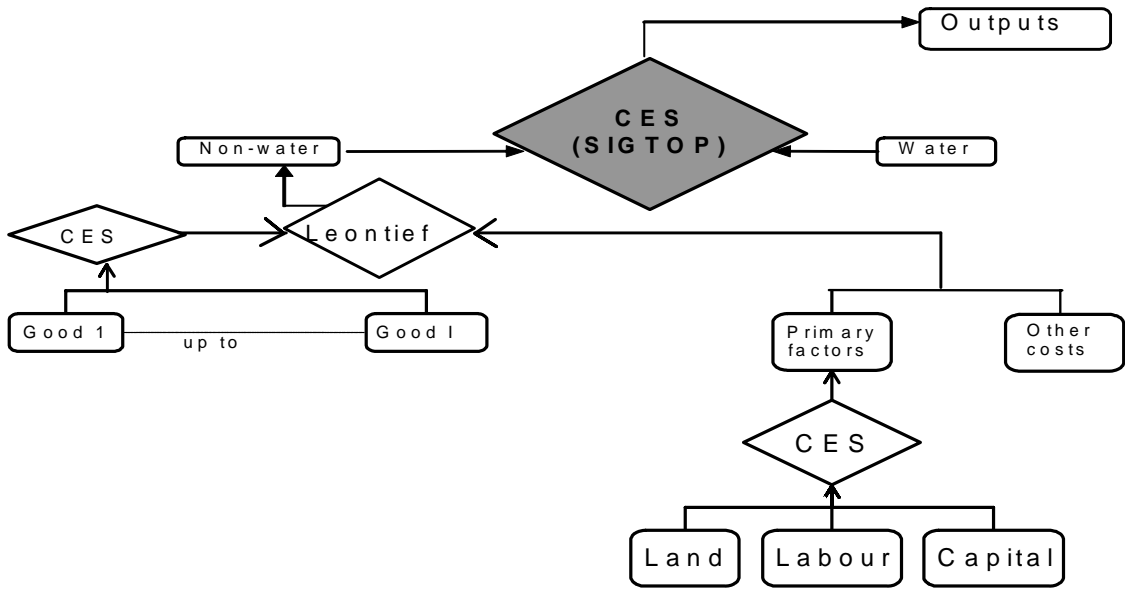 Outputs
CES
(SIGTOP)
Non-water
Water
CES
Leontief
Good 1
up to
Good I
Primary
factors
Other
costs
CES
Land
Labour
Capital